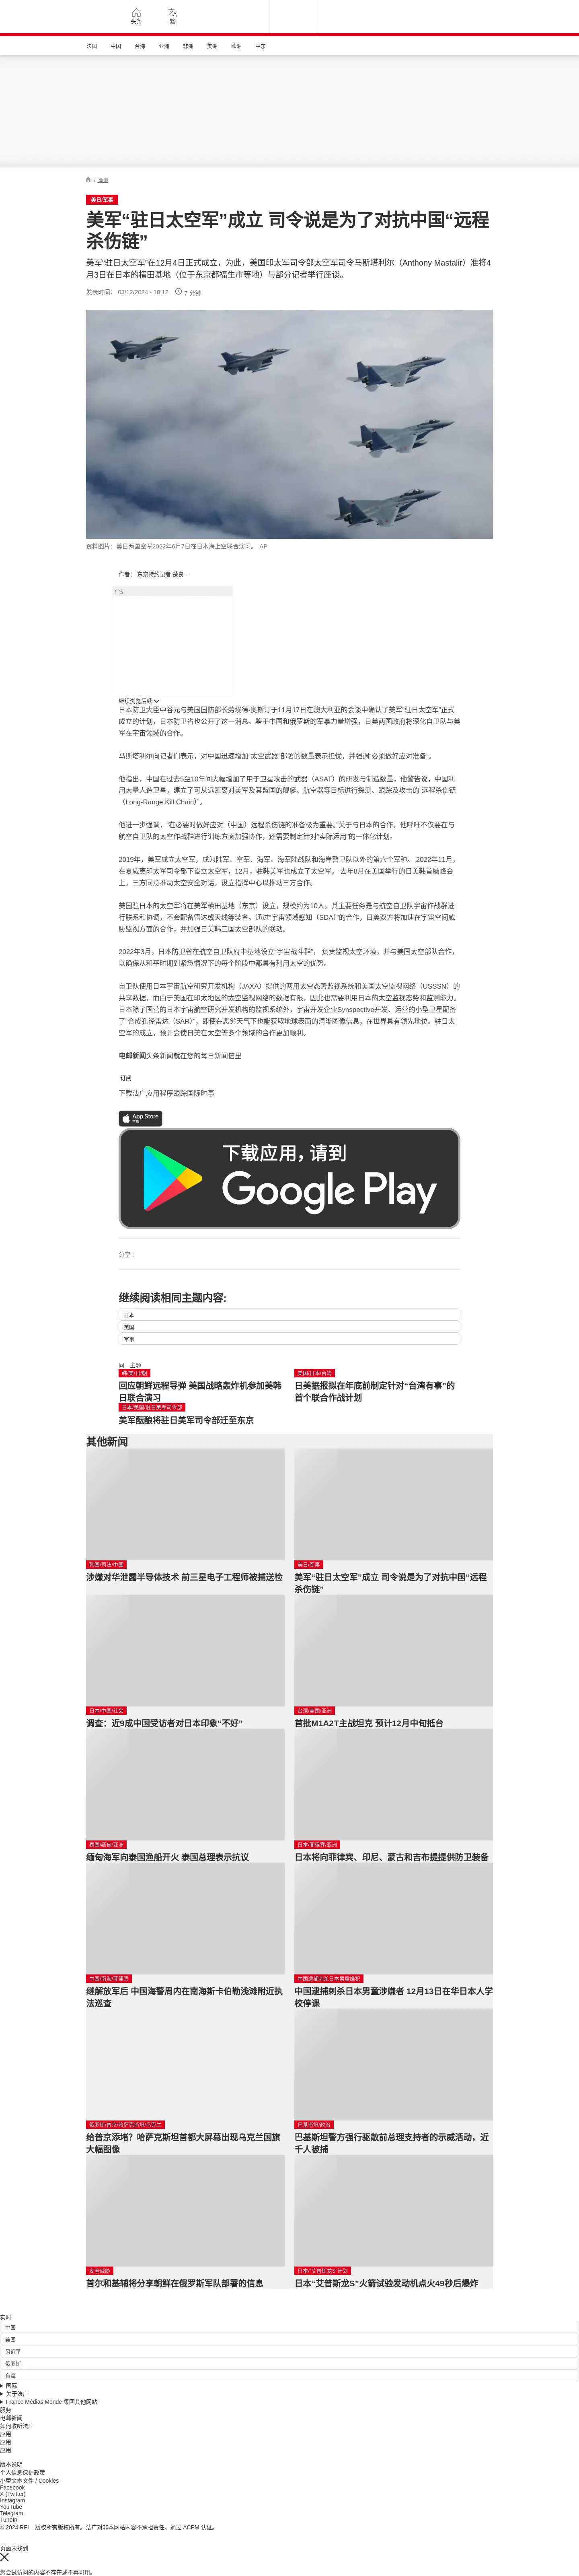 头条
繁
法国
中国
台海
亚洲
非洲
美洲
欧洲
中东
/ 亚洲
美日/军事
美军“驻日太空军”成立 司令说是为了对抗中国“远程
杀伤链”
美军“驻日太空军”在12月4日正式成立，为此，美国印太军司令部太空军司令马斯塔利尔（Anthony Mastalir）准将4
月3日在日本的横田基地（位于东京都福生市等地）与部分记者举行座谈。
发表时间： 03/12/2024 - 10:12
7 分钟
资料图片：美日两国空军2022年6月7日在日本海上空联合演习。 AP
作者： 东京特约记者 楚良一
广告
继续浏览后续
日本防卫大臣中谷元与美国国防部长劳埃德·奥斯汀于11月17日在澳大利亚的会谈中确认了美军“驻日太空军”正式
成立的计划，日本防卫省也公开了这一消息。鉴于中国和俄罗斯的军事力量增强，日美两国政府将深化自卫队与美
军在宇宙领域的合作。
马斯塔利尔向记者们表示，对中国迅速增加“太空武器”部署的数量表示担忧，并强调“必须做好应对准备”。
他指出，中国在过去5至10年间大幅增加了用于卫星攻击的武器（ASAT）的研发与制造数量，他警告说，中国利
用大量人造卫星，建立了可从远距离对美军及其盟国的舰艇、航空器等目标进行探测、跟踪及攻击的“远程杀伤链
（Long-Range Kill Chain）”。
他进一步强调，“在必要时做好应对（中国）远程杀伤链的准备极为重要。”关于与日本的合作，他呼吁不仅要在与
航空自卫队的太空作战群进行训练方面加强协作，还需要制定针对“实际运用”的一体化计划。
2019年，美军成立太空军，成为陆军、空军、海军、海军陆战队和海岸警卫队以外的第六个军种。 2022年11月，
在夏威夷印太军司令部下设立太空军，12月，驻韩美军也成立了太空军。 去年8月在美国举行的日美韩首脑峰会
上，三方同意推动太空安全对话，设立指挥中心以推动三方合作。
美国驻日本的太空军将在美军横田基地（东京）设立，规模约为10人。其主要任务是与航空自卫队宇宙作战群进
行联系和协调，不会配备雷达或天线等装备。通过“宇宙领域感知（SDA）”的合作，日美双方将加速在宇宙空间威
胁监视方面的合作，并加强日美韩三国太空部队的联动。
2022年3月，日本防卫省在航空自卫队府中基地设立“宇宙战斗群”， 负责监视太空环境，并与美国太空部队合作，
以确保从和平时期到紧急情况下的每个阶段中都具有利用太空的优势。
自卫队使用日本宇宙航空研究开发机构（JAXA）提供的两用太空态势监视系统和美国太空监视网络（USSSN）的
共享数据，而由于美国在印太地区的太空监视网络的数据有限，因此也需要利用日本的太空监视态势和监测能力。
日本除了国营的日本宇宙航空研究开发机构的监视系统外，宇宙开发企业Synspective开发、运营的小型卫星配备
了“合成孔径雷达（SAR）”，即使在恶劣天气下也能获取地球表面的清晰图像信息，在世界具有领先地位。驻日太
空军的成立，预计会使日美在太空等多个领域的合作更加顺利。
电邮新闻头条新闻就在您的每日新闻信里
订阅
下载法广应用程序跟踪国际时事
App Store
下载
下载应用，请到
Google Play
分享 :
继续阅读相同主题内容:
日本
美国
军事
同一主题
韩/美/日/朝
回应朝鲜远程导弹 美国战略轰炸机参加美韩
日联合演习
美国/日本/台湾
日美据报拟在年底前制定针对“台湾有事”的
首个联合作战计划
日本/美国/驻日美军司令部
美军酝酿将驻日美军司令部迁至东京
其他新闻
韩国/司法/中国
涉嫌对华泄露半导体技术 前三星电子工程师被捕送检
美日/军事
美军“驻日太空军”成立 司令说是为了对抗中国“远程
杀伤链”
日本/中国/社会
调查：近9成中国受访者对日本印象“不好”
台湾/美国/亚洲
首批M1A2T主战坦克 预计12月中旬抵台
泰国/缅甸/亚洲
缅甸海军向泰国渔船开火 泰国总理表示抗议
日本/菲律宾/亚洲
日本将向菲律宾、印尼、蒙古和吉布提提供防卫装备
中国/南海/菲律宾
继解放军后 中国海警周内在南海斯卡伯勒浅滩附近执
法巡查
中国逮捕刺杀日本男童嫌犯
中国逮捕刺杀日本男童涉嫌者 12月13日在华日本人学
校停课
俄罗斯/普京/哈萨克斯坦/乌克兰
给普京添堵？哈萨克斯坦首都大屏幕出现乌克兰国旗
大幅图像
巴基斯坦/政治
巴基斯坦警方强行驱散前总理支持者的示威活动，近
千人被捕
安全威胁
首尔和基辅将分享朝鲜在俄罗斯军队部署的信息
日本/“艾普斯龙S”计划
日本“艾普斯龙S”火箭试验发动机点火49秒后爆炸
实时
中国
美国
习近平
俄罗斯
台湾
国际
关于法广
France Médias Monde 集团其他网站
服务
电邮新闻
如何收听法广
应用
应用
应用
版本说明
个人信息保护政策
小型文本文件 / Cookies
Facebook
X (Twitter)
Instagram
YouTube
Telegram
TuneIn
© 2024 RFI – 版权所有版权所有。法广对非本网站内容不承担责任。通过 ACPM 认证。
页面未找到
您尝试访问的内容不存在或不再可用。